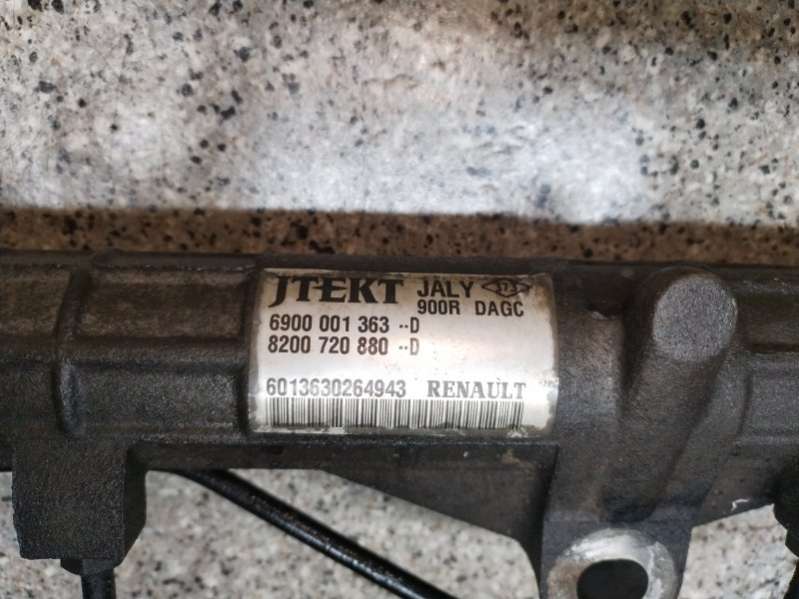 JTEKT JALY
900R DAGC
6900 001 363 --D
8200 720 880 --D
6013630264943 RENAULT